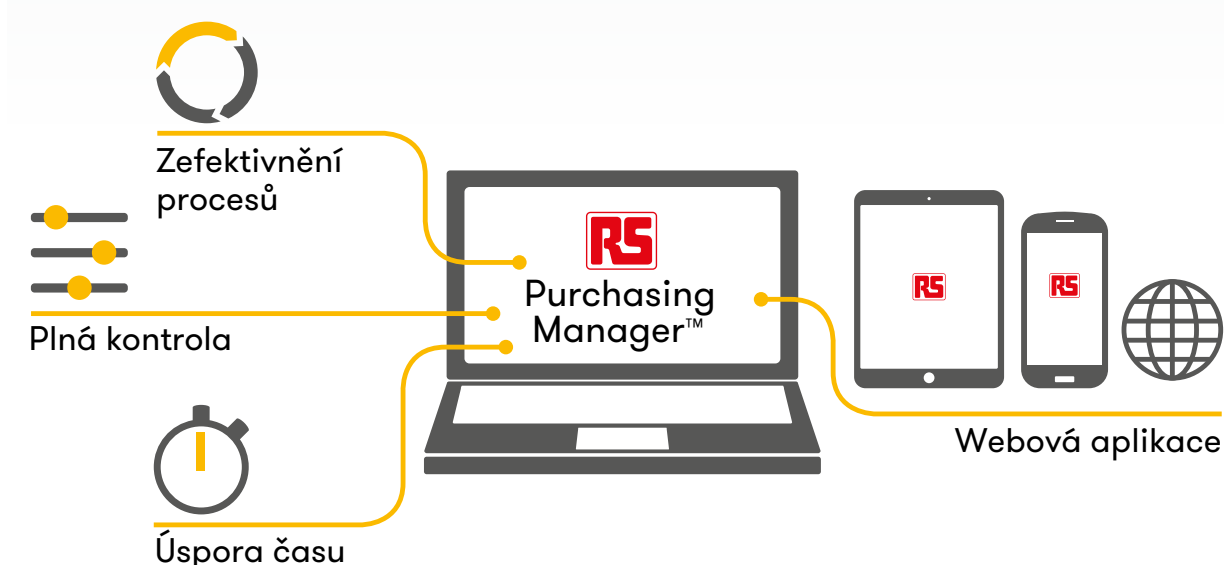 Zefektivnění
procesů
Plná kontrola
Úspora času
RS
Purchasing
Manager™
RS
RS
Webová aplikace